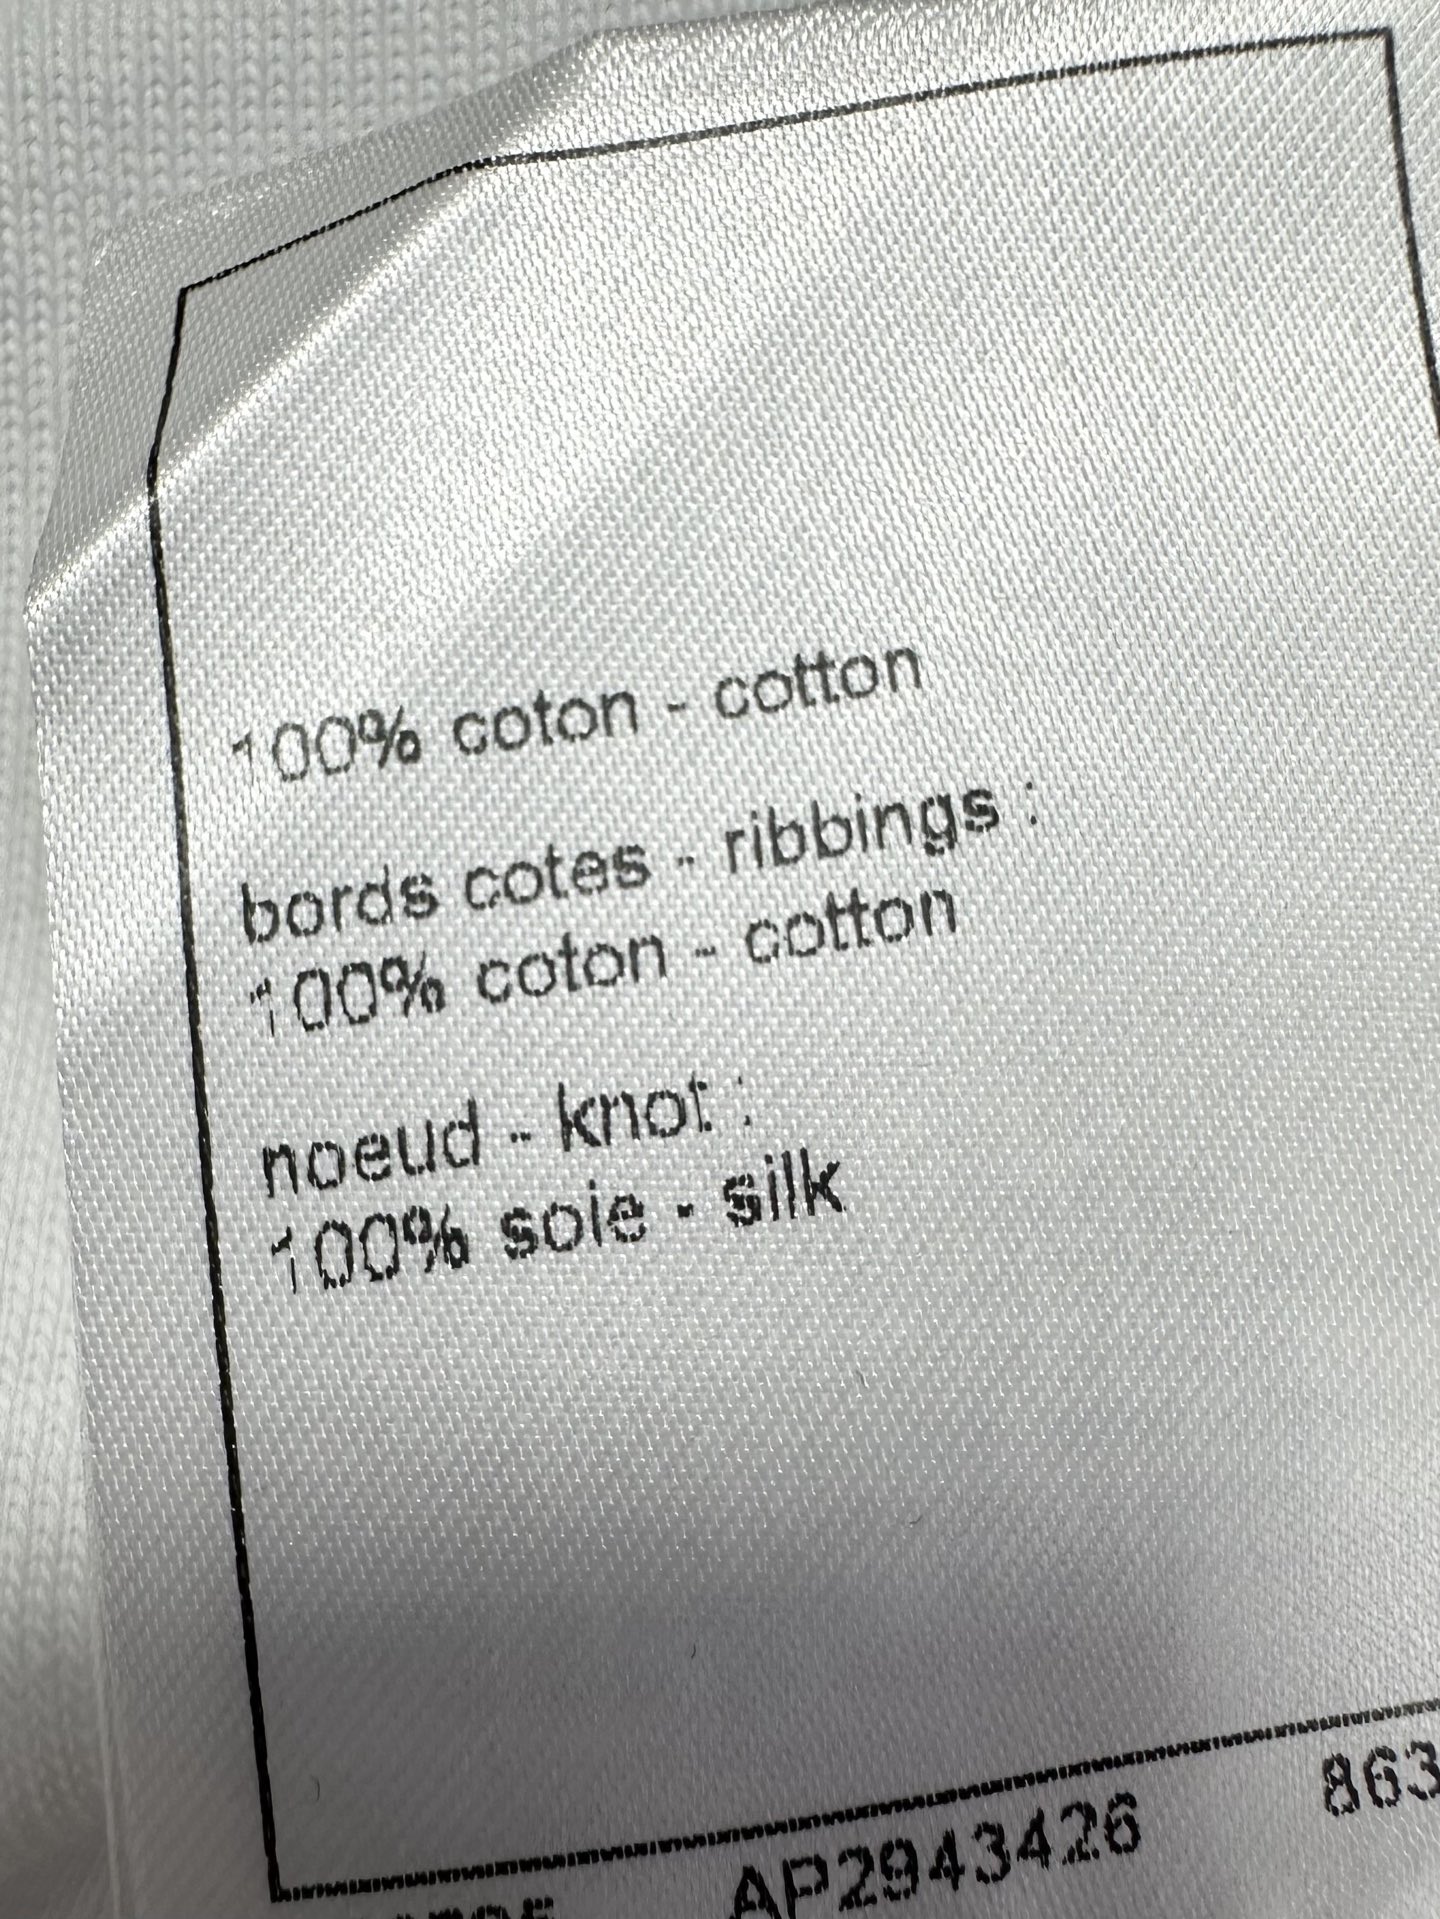 100% coton - cotton
bords cotes - ribbings :
100% coton - cotton
noeud - knot :
100% soie - silk
AP2943426 863